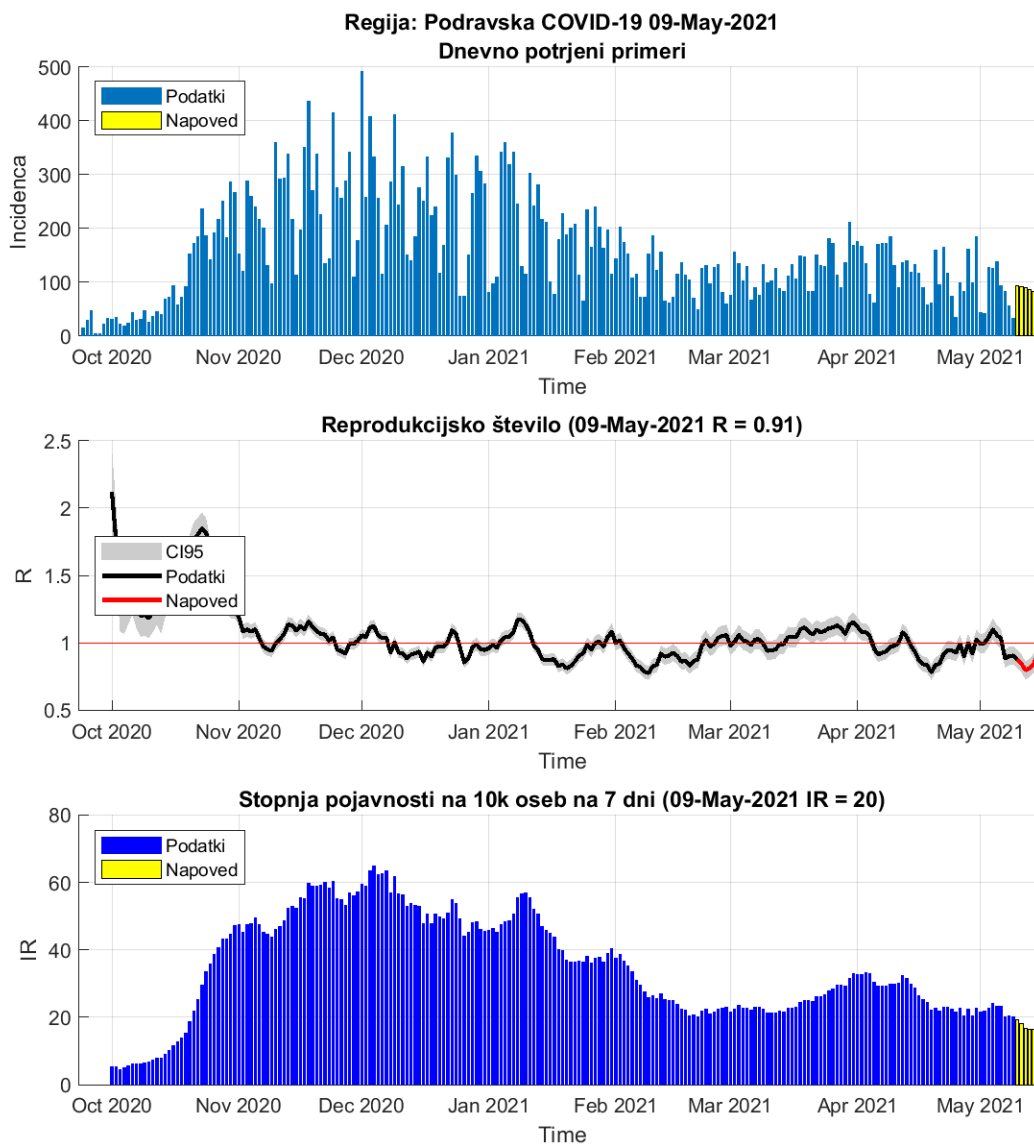 Regija: Podravska COVID-19 09-May-2021
Dnevno potrjeni primeri
500
400
300
200
100
0
Incidenca
Podatki
Napoved
Oct 2020 Nov 2020 Dec 2020 Jan 2021 Feb 2021 Mar 2021 Apr 2021 May 2021
Time
Reprodukcijsko število (09-May-2021 R = 0.91)
2.5
2
1.5
1
0.5
R
CI95
Podatki
Napoved
Oct 2020 Nov 2020 Dec 2020 Jan 2021 Feb 2021 Mar 2021 Apr 2021 May 2021
Time
Stopnja pojavnosti na 10k oseb na 7 dni (09-May-2021 IR = 20)
80
60
40
20
0
IR
Podatki
Napoved
Oct 2020 Nov 2020 Dec 2020 Jan 2021 Feb 2021 Mar 2021 Apr 2021 May 2021
Time